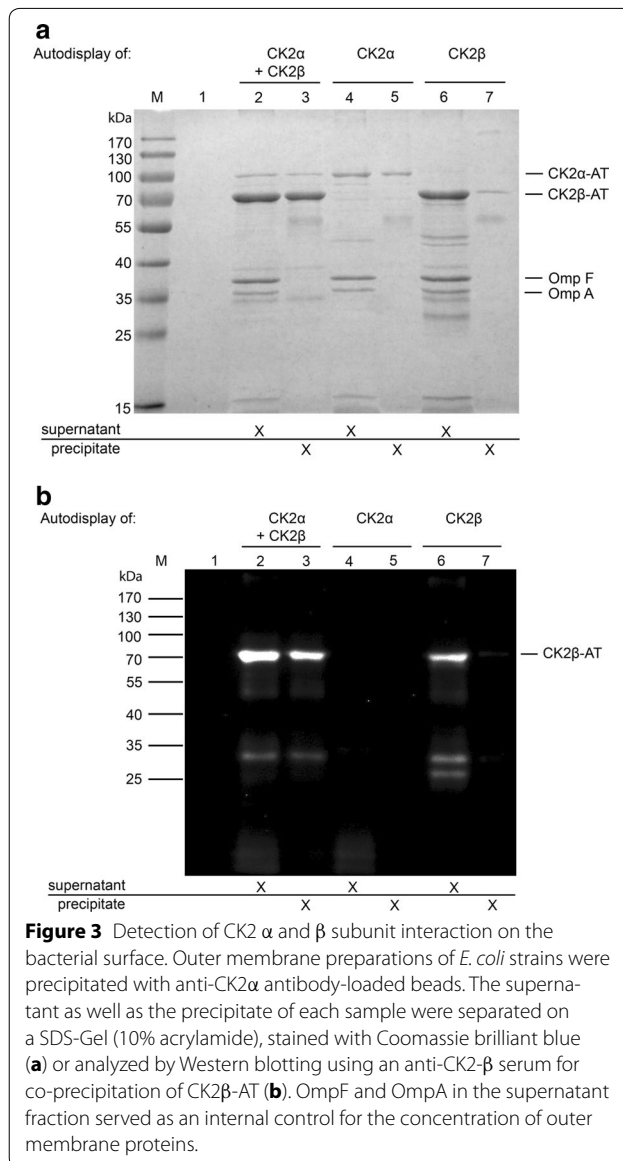 a
Autodisplay of: CK2α + CK2β CK2α CK2β
M 1 2 3 4 5 6 7
kDa
170
130
100 CK2α-AT
70 CK2β-AT
55
40 Omp F
35 Omp A
25
15
supernatant X X X
precipitate X X X
b
Autodisplay of: CK2α + CK2β CK2α CK2β
M 1 2 3 4 5 6 7
kDa
170
130
100
70 CK2β-AT
55
40
35
25
supernatant X X X
precipitate X X X
Figure 3 Detection of CK2 α and β subunit interaction on the
bacterial surface. Outer membrane preparations of E. coli strains were
precipitated with anti-CK2α antibody-loaded beads. The superna-
tant as well as the precipitate of each sample were separated on
a SDS-Gel (10% acrylamide), stained with Coomassie brilliant blue
(a) or analyzed by Western blotting using an anti-CK2-β serum for
co-precipitation of CK2β-AT (b). OmpF and OmpA in the supernatant
fraction served as an internal control for the concentration of outer
membrane proteins.